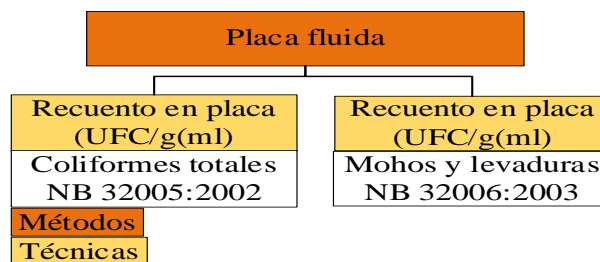 Placa fluida
Recuento en placa
(UFC/g(ml)
Coliformes totales
NB 32005:2002
Recuento en placa
(UFC/g(ml)
Mohos y levaduras
NB 32006:2003
Métodos
Técnicas